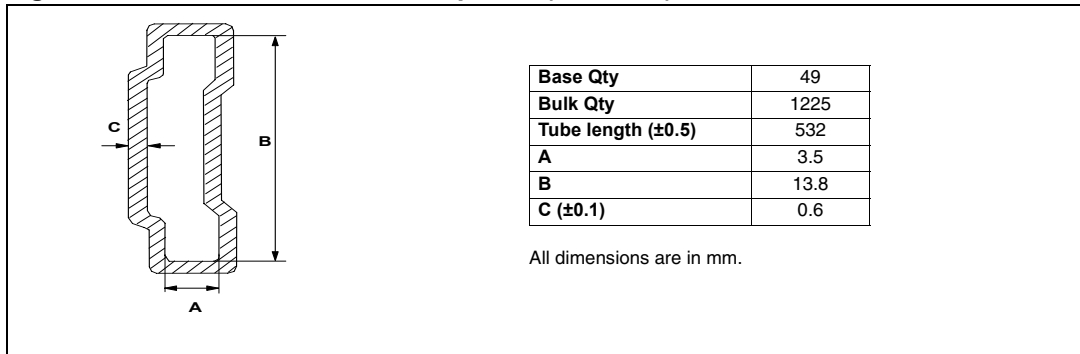 C
B
A
Base Qty 49
Bulk Qty 1225
Tube length (±0.5) 532
A 3.5
B 13.8
C (±0.1) 0.6
All dimensions are in mm.